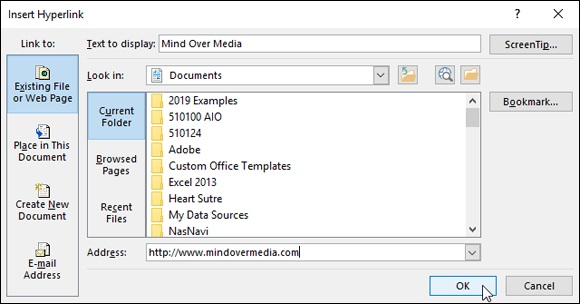 Insert Hyperlink ? ×
Link to:
Text to display: Mind Over Media
ScreenTip...
Existing File
or Web Page
Look in: Documents
Bookmark...
Place in This
Document
Create New
Document
E-mail
Address
Current
Folder
Browsed
Pages
Recent
Files
2019 Examples
510100 AIO
510124
Adobe
Custom Office Templates
Excel 2013
Heart Sutre
My Data Sources
NasNavi
Address: http://www.mindovermedia.com
OK Cancel